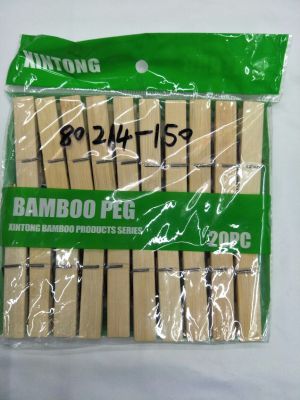 XINTONG
80214-150
BAMBOO PEG
XINTONG BAMBOO PRODUCTS SERIES
20PC